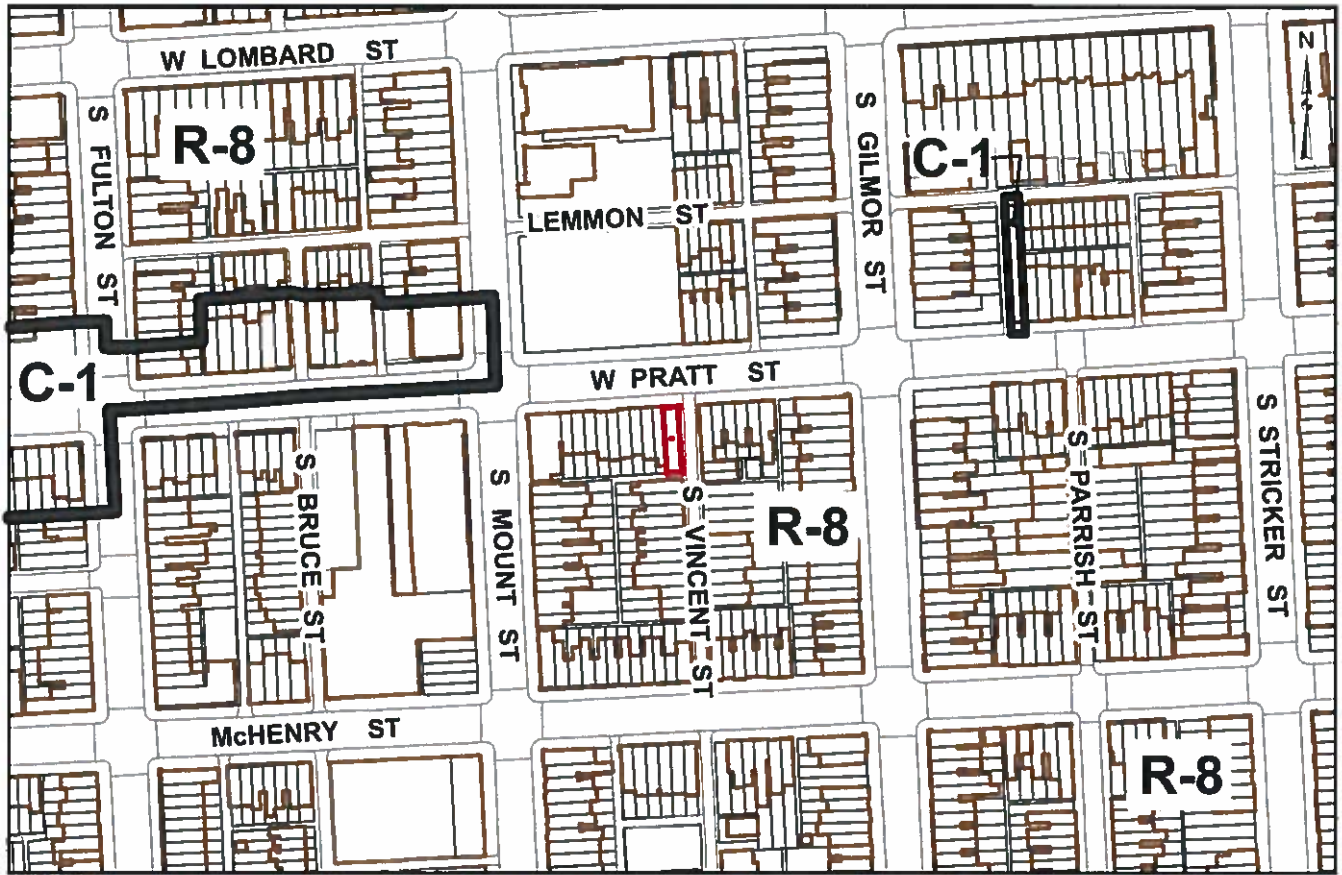 W LOMBARD ST
N
S FULTON ST
R-8
S GILMOR ST
C-1
LEMMON ST
C-1
W PRATT ST
S STRICKER ST
S BRUCE ST
S MOUNT ST
S VINCENT ST
R-8
S PARRISH ST
McHENRY ST
R-8